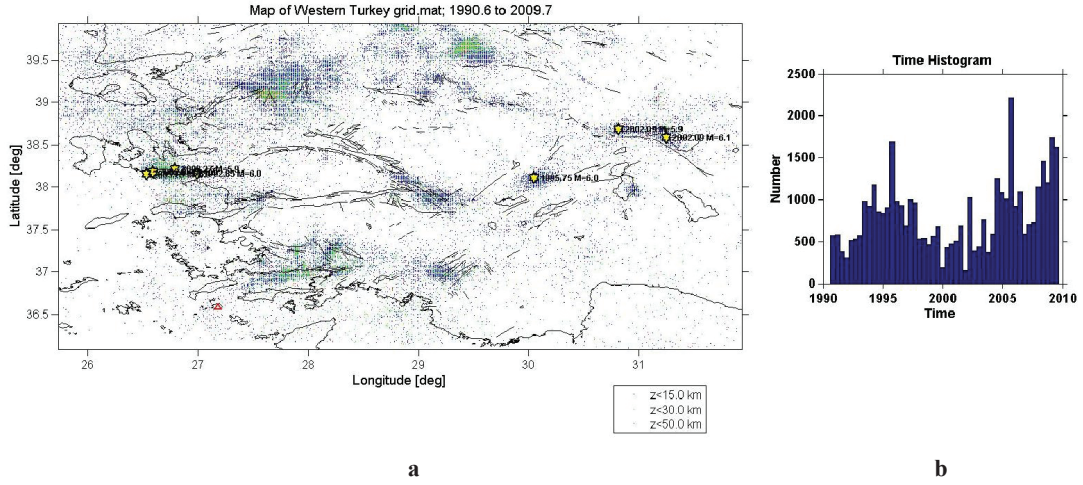 Map of Western Turkey grid.mat; 1990.6 to 2009.7
39.5
39
38.5
38
37.5
37
36.5
Latitude [deg]
2002.09 M=6.1
1995.75 M=6.0
26
27
28
29
30
31
Longitude [deg]
z<15.0 km
z<30.0 km
z<50.0 km
a
Time Histogram
2500
2000
1500
1000
500
0
Number
1990
1995
2000
2005
2010
Time
b